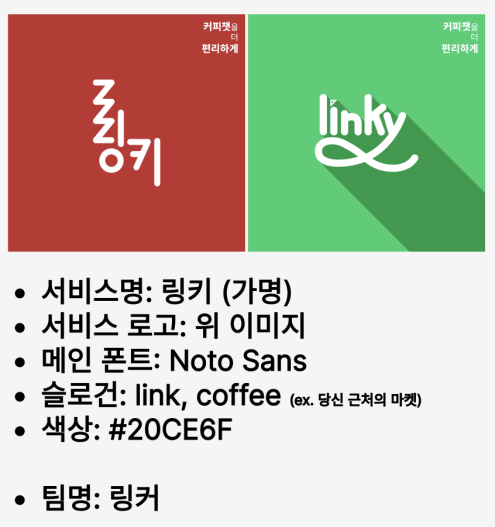 커피챗을
더
편리하게
링키
커피챗을
더
편리하게
linky
• 서비스명: 링키 (가명)
• 서비스 로고: 위 이미지
• 메인 폰트: Noto Sans
• 슬로건: link, coffee (ex. 당신 근처의 마켓)
• 색상: #20CE6F
• 팀명: 링커